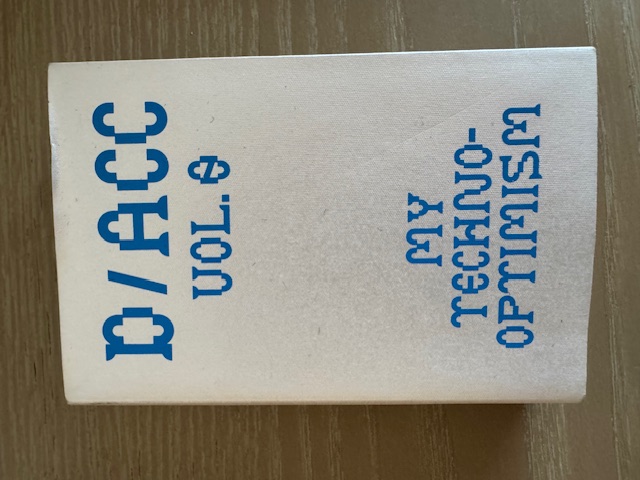 D/ACC
VOL. 0
MY
TECHNO-
OPTIMISM